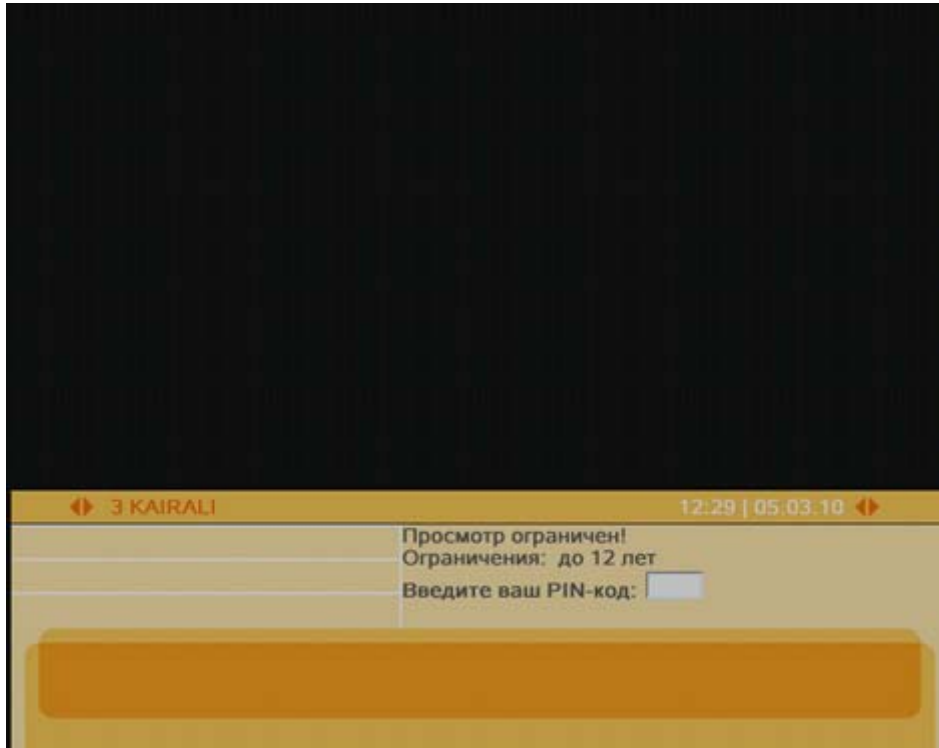 3 KAIRALI
12:29 | 05.03.10
Просмотр ограничен!
Ограничения: до 12 лет
Введите ваш PIN-код: